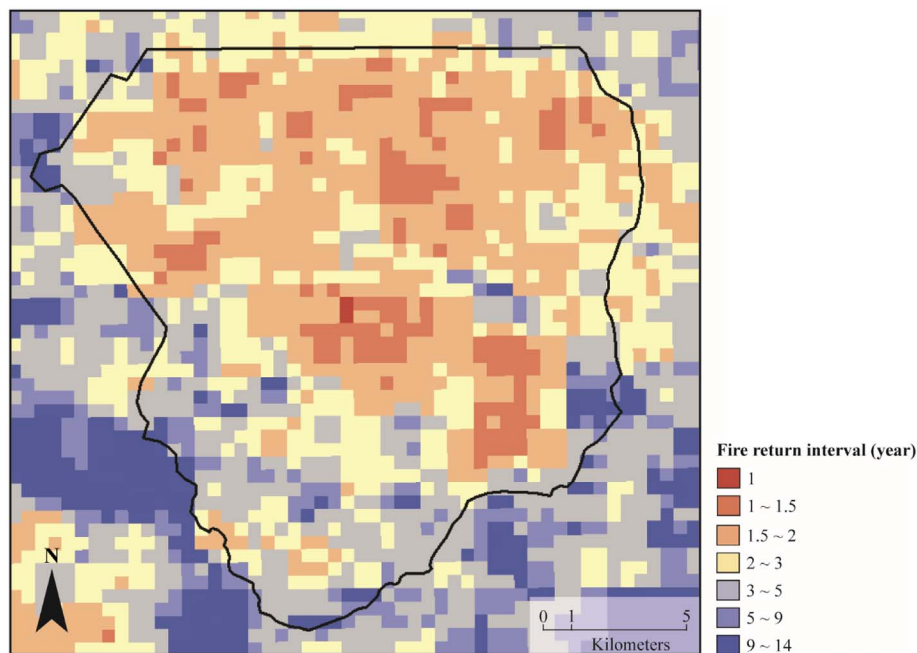 Fire return interval (year)
1
1 ~ 1.5
1.5 ~ 2
2 ~ 3
3 ~ 5
5 ~ 9
9 ~ 14
N
0 1 5
Kilometers